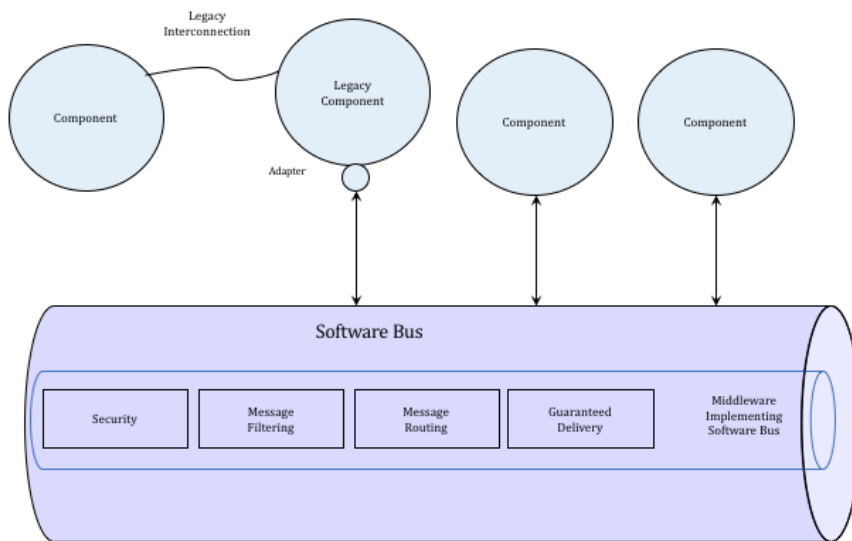 Legacy
Interconnection
Component
Legacy
Component
Component
Component
Adapter
Software Bus
Security
Message
Filtering
Message
Routing
Guaranteed
Delivery
Middleware
Implementing
Software Bus